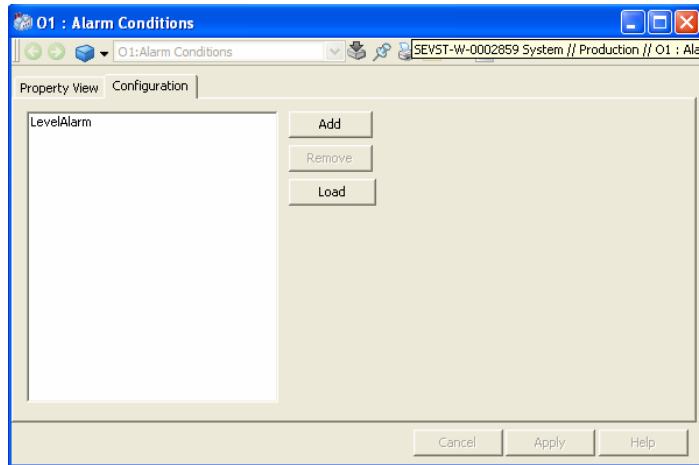 O1 : Alarm Conditions
O1:Alarm Conditions
SEVST-W-0002859 System // Production // O1 : Ala
Property View Configuration
LevelAlarm
Add
Remove
Load
Cancel Apply Help